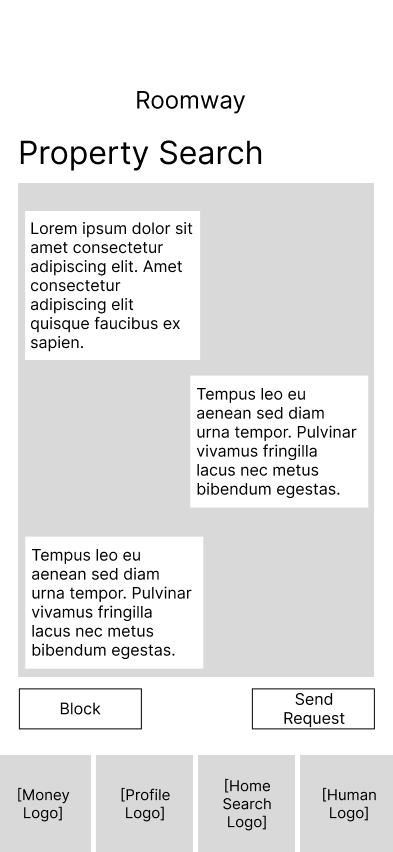 Roomway
Property Search
Lorem ipsum dolor sit
amet consectetur
adipiscing elit. Amet
consectetur
adipiscing elit
quisque faucibus ex
sapien.
Tempus leo eu
aenean sed diam
urna tempor. Pulvinar
vivamus fringilla
lacus nec metus
bibendum egestas.
Tempus leo eu
aenean sed diam
urna tempor. Pulvinar
vivamus fringilla
lacus nec metus
bibendum egestas.
Block
Send
Request
[Money
Logo]
[Profile
Logo]
[Home
Search
Logo]
[Human
Logo]